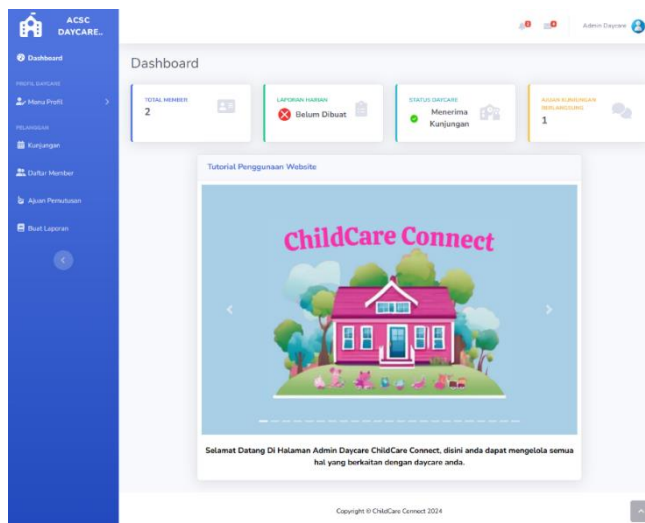 ACSC
DAYCARE..
Dashboard
PROFIL DAYCARE
Menu Profil
PELANGGAN
Kunjungan
Daftar Member
Ajuan Pemutusan
Buat Laporan
Admin Daycare
Dashboard
TOTAL MEMBER
2
LAPORAN HARIAN
Belum Dibuat
STATUS DAYCARE
Menerima
Kunjungan
AJUAN KUNJUNGAN
1
Tutorial Penggunaan Website
ChildCare Connect
Selamat Datang Di Halaman Admin Daycare ChildCare Connect, disini anda dapat mengelola semua
hal yang berkaitan dengan daycare anda.
Copyright © ChildCare Connect 2024